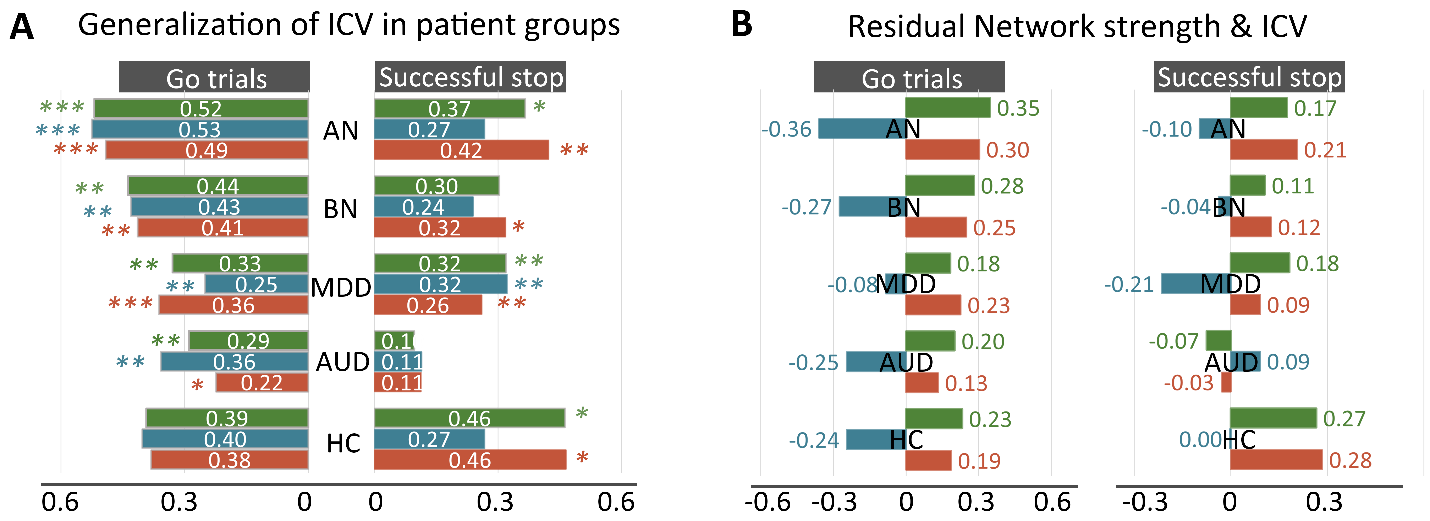 A Generalization of ICV in patient groups
Go trials Successful stop
*** 0.52 0.37 *
*** 0.53 AN 0.27
*** 0.49 0.42 **
** 0.44 0.30
** 0.43 BN 0.24
** 0.41 0.32 *
** 0.33 0.32 **
** 0.25 MDD 0.32 **
*** 0.36 0.26 **
** 0.29 0.1
** 0.36 AUD 0.11
* 0.22 0.11
0.39 0.46 *
0.40 HC 0.27
0.38 0.46 *
0.6 0.3 0 0 0.3 0.6
B Residual Network strength & ICV
Go trials Successful stop
0.35 0.17
-0.36 AN -0.10 AN
0.30 0.21
0.28 0.11
-0.27 BN -0.04 BN
0.25 0.12
0.18 0.18
-0.08 MDD -0.21 MDD
0.23 0.09
0.20 -0.07
-0.25 AUD AUD 0.09
0.13 -0.03
0.23 0.27
-0.24 HC 0.00 HC
0.19 0.28
-0.6 -0.3 0 0.3 0.6 -0.3 0 0.3